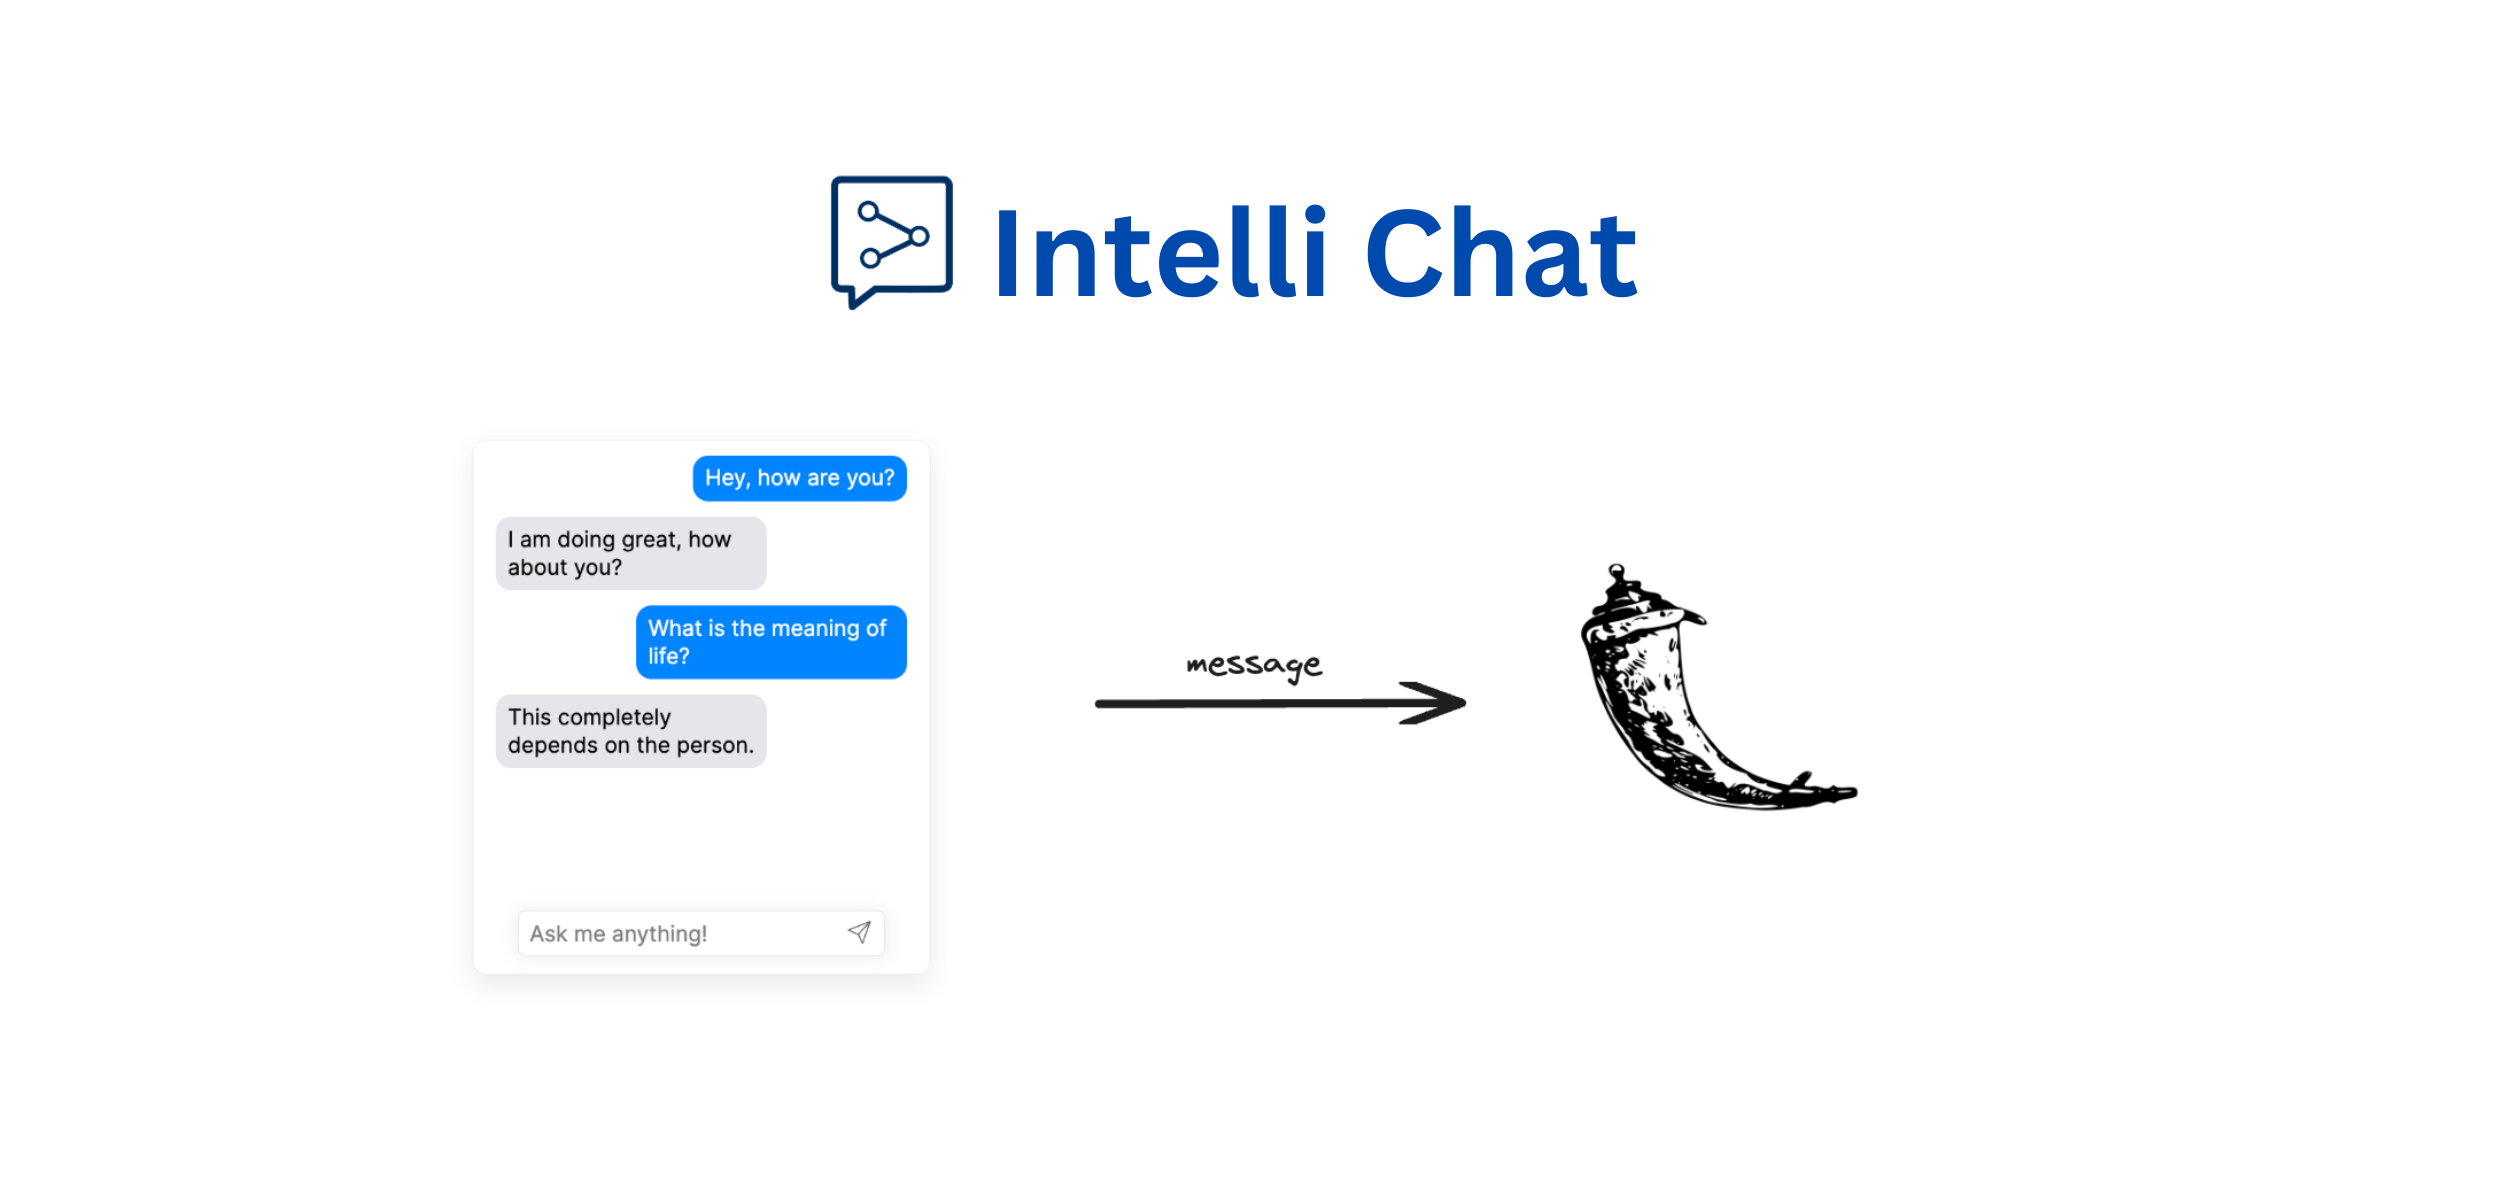 Intelli Chat
Hey, how are you?
I am doing great, how
about you?
What is the meaning of
life?
This completely
depends on the person.
Ask me anything!
message